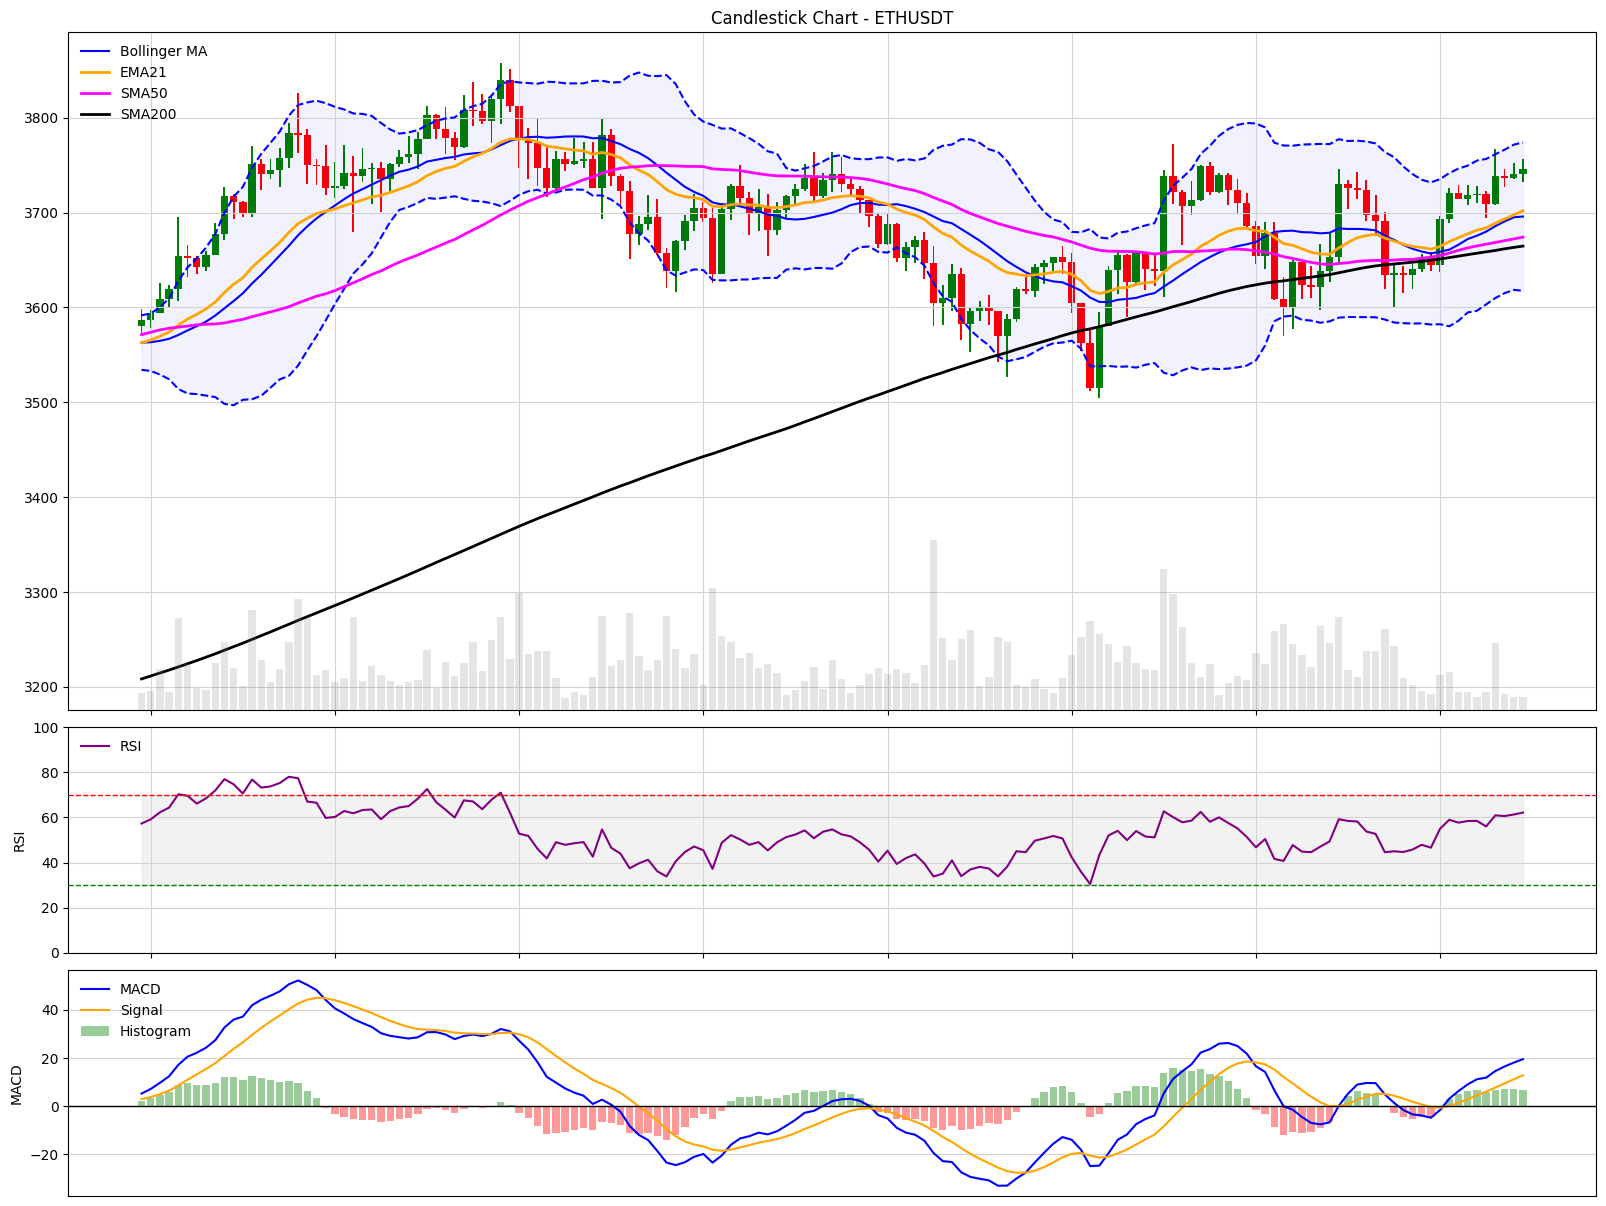 Candlestick Chart - ETHUSDT
Bollinger MA
EMA21
SMA50
SMA200
3800
3700
3600
3500
3400
3300
3200
100
80
60
40
20
0
RSI
RSI
40
20
0
−20
MACD
MACD
Signal
Histogram